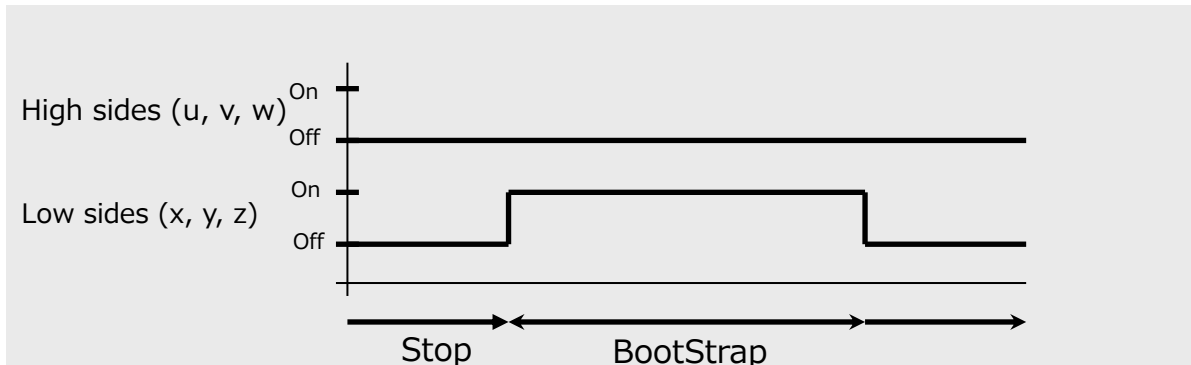 On
High sides (u, v, w)
Off
On
Low sides (x, y, z)
Off
Stop
BootStrap